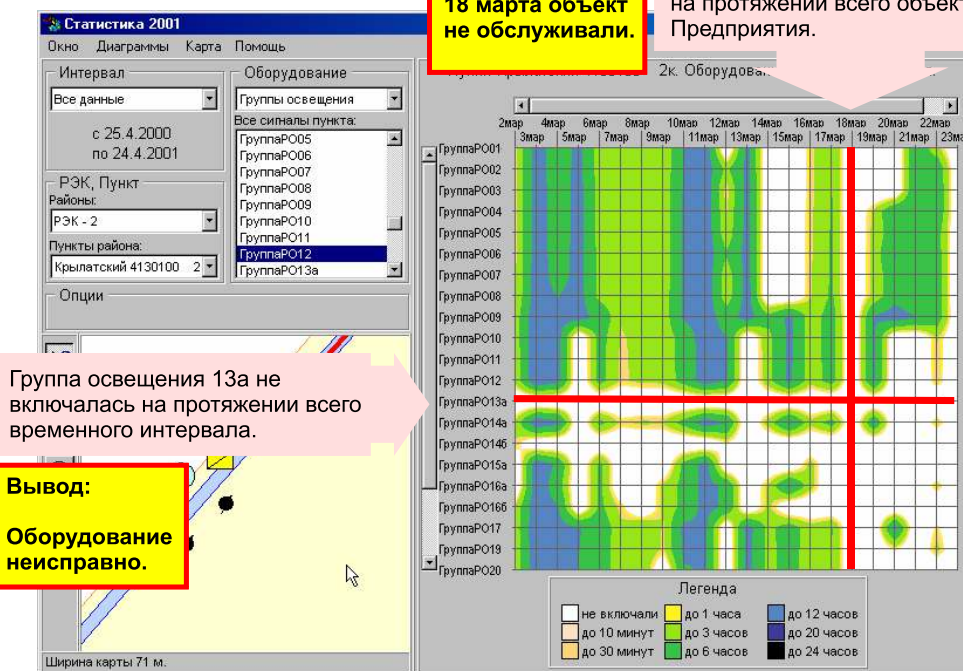 18 марта объект
не обслуживали.
на протяжении всего
Предприятия.
Статистика 2001
Окно Диаграммы Карта Помощь
Интервал
Все данные
с 25.4.2000
по 24.4.2001
РЭК, Пункт
Районы:
РЭК - 2
Пункты района:
Крылатский 4130100 2
Опции
Оборудование
Группы освещения
Все сигналы пункта:
ГруппаРО05
ГруппаРО06
ГруппаРО07
ГруппаРО08
ГруппаРО09
ГруппаРО10
ГруппаРО11
ГруппаРО12
ГруппаРО13а
2к.
2мар 4мар 6мар 8мар 10мар 12мар 14мар 16мар 18мар 20мар 22мар
3мар 5мар 7мар 9мар 11мар 13мар 15мар 17мар 19мар 21мар
ГруппаРО01
ГруппаРО02
ГруппаРО03
ГруппаРО04
ГруппаРО05
ГруппаРО06
ГруппаРО07
ГруппаРО08
ГруппаРО09
ГруппаРО10
ГруппаРО11
ГруппаРО12
ГруппаРО13а
ГруппаРО14а
ГруппаРО14б
ГруппаРО15а
ГруппаРО16а
ГруппаРО16б
ГруппаРО17
ГруппаРО19
ГруппаРО20
Группа освещения 13а не
включалась на протяжении всего
временного интервала.
Вывод:
Оборудование
неисправно.
Легенда
не включали до 1 часа до 12 часов
до 10 минут до 3 часов до 20 часов
до 30 минут до 6 часов до 24 часов
Ширина карты 71 м.